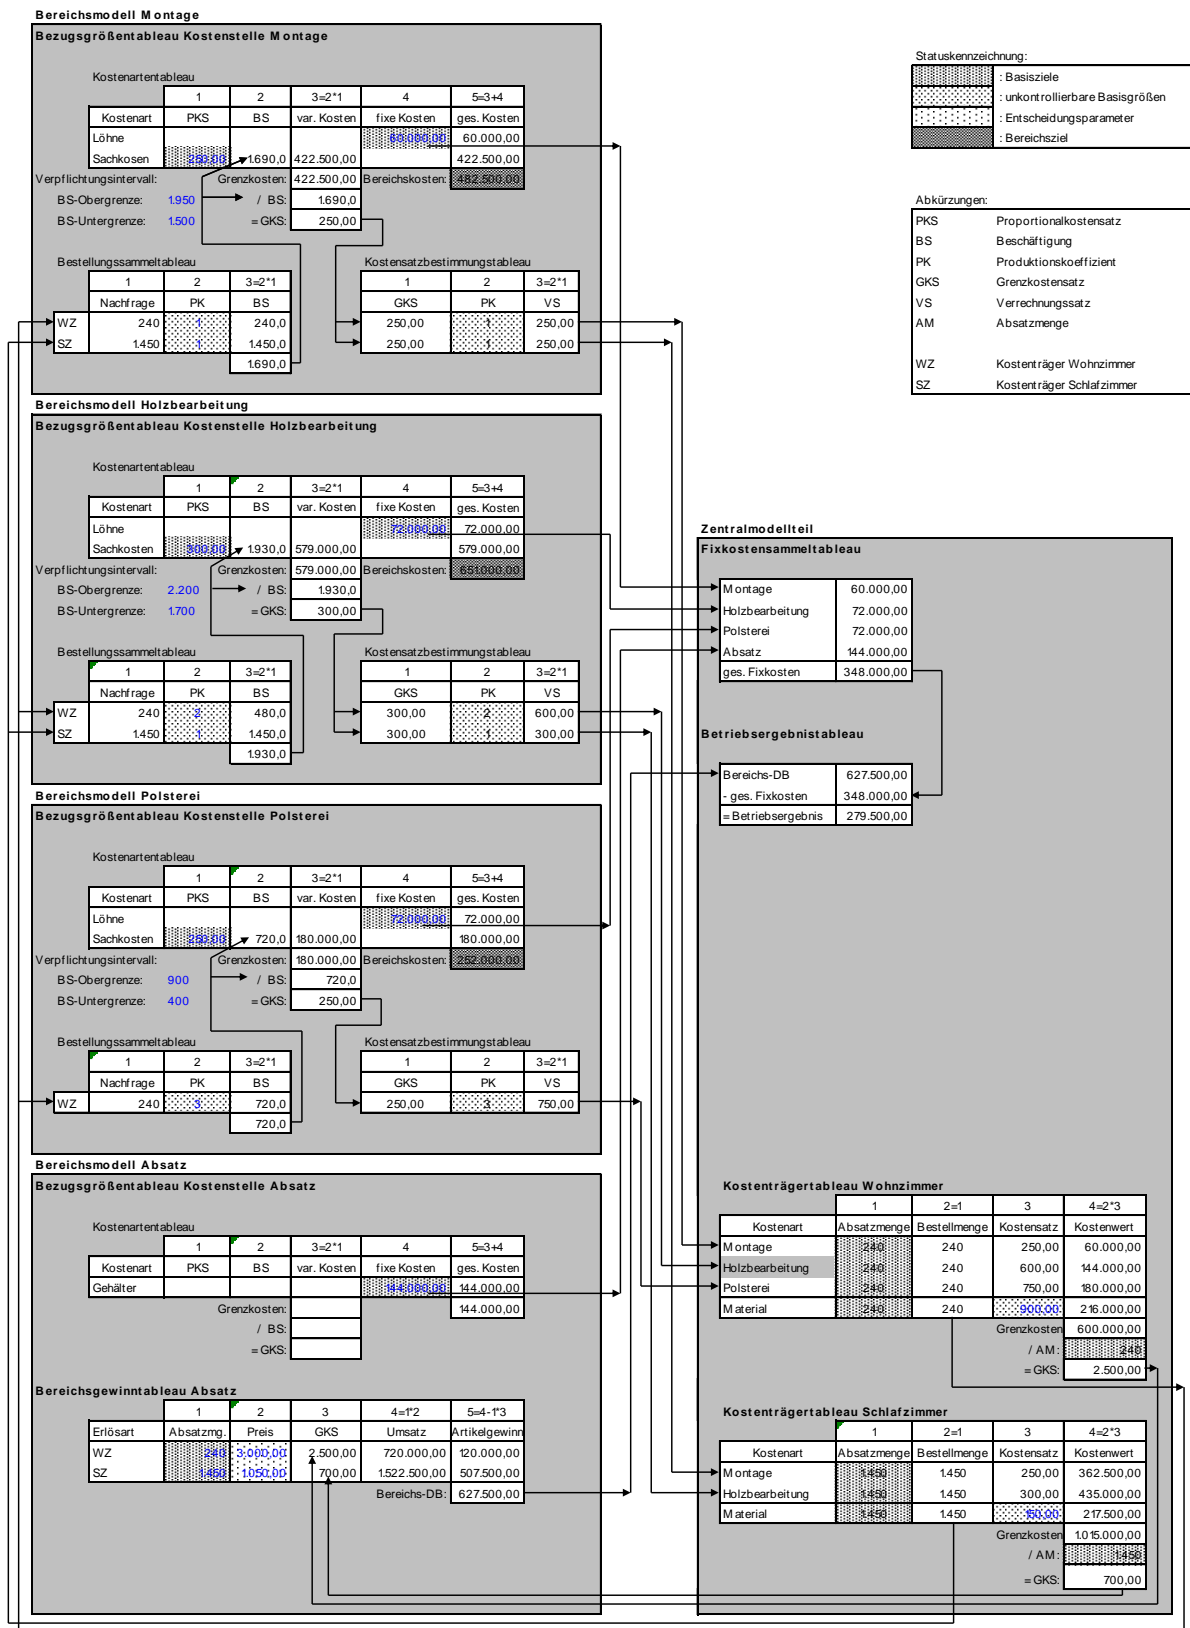 Bereichsmodell Montage
Bezugsgrößentableau Kostenstelle Montage
Kostenartentableau
1 2 3=2*1 4 5=3+4
Kostenart PKS BS var. Kosten fixe Kosten ges. Kosten
Löhne 60.000,00 60.000,00
Sachkosen 250,00 1.690,0 422.500,00 422.500,00
Verpflichtungsintervall: Grenzkosten: 422.500,00 Bereichskosten: 482.500,00
BS-Obergrenze: 1.950 / BS: 1.690,0
BS-Untergrenze: 1.500 = GKS: 250,00
Bestellungssammeltableau Kostensatzbestimmungstableau
1 2 3=2*1 1 2 3=2*1
Nachfrage PK BS GKS PK VS
WZ 240 1 240,0 250,00 1 250,00
SZ 1.450 1 1.450,0 250,00 1 250,00
1.690,0
Statuskennzeichnung:
: Basisziele
: unkontrollierbare Basisgrößen
: Entscheidungsparameter
: Bereichsziel
Abkürzungen:
PKS Proportionalkostensatz
BS Beschäftigung
PK Produktionskoeffizient
GKS Grenzkostensatz
VS Verrechnungssatz
AM Absatzmenge
WZ Kostenträger Wohnzimmer
SZ Kostenträger Schlafzimmer
Bereichsmodell Holzbearbeitung
Bezugsgrößentableau Kostenstelle Holzbearbeitung
Kostenartentableau
1 2 3=2*1 4 5=3+4
Kostenart PKS BS var. Kosten fixe Kosten ges. Kosten
Löhne 72.000,00 72.000,00
Sachkosten 300,00 1.930,0 579.000,00 579.000,00
Verpflichtungsintervall: Grenzkosten: 579.000,00 Bereichskosten: 651.000,00
BS-Obergrenze: 2.200 / BS: 1.930,0
BS-Untergrenze: 1.700 = GKS: 300,00
Bestellungssammeltableau Kostensatzbestimmungstableau
1 2 3=2*1 1 2 3=2*1
Nachfrage PK BS GKS PK VS
WZ 240 2 480,0 300,00 2 600,00
SZ 1.450 1 1.450,0 300,00 1 300,00
1.930,0
Bereichsmodell Polsterei
Bezugsgrößentableau Kostenstelle Polsterei
Kostenartentableau
1 2 3=2*1 4 5=3+4
Kostenart PKS BS var. Kosten fixe Kosten ges. Kosten
Löhne 72.000,00 72.000,00
Sachkosten 250,00 720,0 180.000,00 180.000,00
Verpflichtungsintervall: Grenzkosten: 180.000,00 Bereichskosten: 252.000,00
BS-Obergrenze: 900 / BS: 720,0
BS-Untergrenze: 400 = GKS: 250,00
Bestellungssammeltableau Kostensatzbestimmungstableau
1 2 3=2*1 1 2 3=2*1
Nachfrage PK BS GKS PK VS
WZ 240 3 720,0 250,00 3 750,00
720,0
Bereichsmodell Absatz
Bezugsgrößentableau Kostenstelle Absatz
Kostenartentableau
1 2 3=2*1 4 5=3+4
Kostenart PKS BS var. Kosten fixe Kosten ges. Kosten
Gehälter 144.000,00 144.000,00
Grenzkosten: 144.000,00
/ BS:
= GKS:
Bereichsgewinntableau Absatz
1 2 3 4=1*2 5=4-1*3
Erlösart Absatzmg. Preis GKS Umsatz Artikelgewinn
WZ 240 3.000,00 2.500,00 720.000,00 120.000,00
SZ 1.450 1.050,00 700,00 1.522.500,00 507.500,00
Bereichs-DB: 627.500,00
Zentralmodellteil
Fixkostensammeltableau
Montage 60.000,00
Holzbearbeitung 72.000,00
Polsterei 72.000,00
Absatz 144.000,00
ges. Fixkosten 348.000,00
Betriebsergebnistableau
Bereichs-DB 627.500,00
- ges. Fixkosten 348.000,00
= Betriebsergebnis 279.500,00
Kostenträgertableau Wohnzimmer
1 2=1 3 4=2*3
Kostenart Absatzmenge Bestellmenge Kostensatz Kostenwert
Montage 240 240 250,00 60.000,00
Holzbearbeitung 240 240 600,00 144.000,00
Polsterei 240 240 750,00 180.000,00
Material 240 240 900,00 216.000,00
Grenzkosten 600.000,00
/ AM: 240
= GKS: 2.500,00
Kostenträgertableau Schlafzimmer
1 2=1 3 4=2*3
Kostenart Absatzmenge Bestellmenge Kostensatz Kostenwert
Montage 1.450 1.450 250,00 362.500,00
Holzbearbeitung 1.450 1.450 300,00 435.000,00
Material 1.450 1.450 150,00 217.500,00
Grenzkosten 1.015.000,00
/ AM: 1.450
= GKS: 700,00